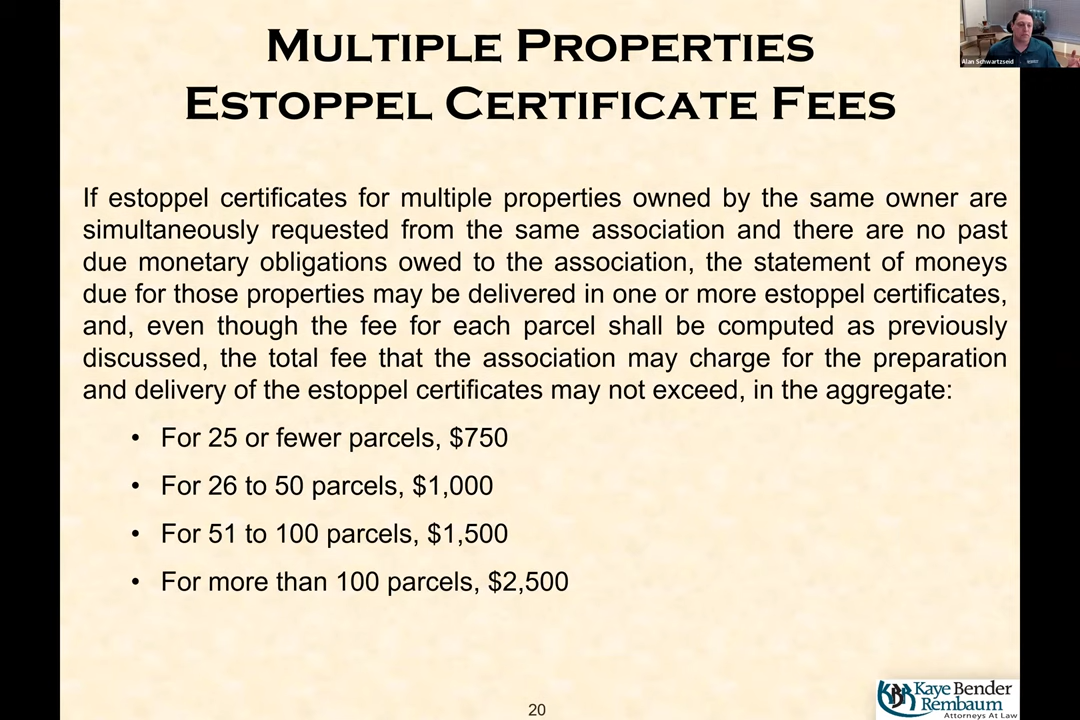 MULTIPLE PROPERTIES
ESTOPPEL CERTIFICATE FEES
Alan Schwartzseid
If estoppel certificates for multiple properties owned by the same owner are
simultaneously requested from the same association and there are no past
due monetary obligations owed to the association, the statement of moneys
due for those properties may be delivered in one or more estoppel certificates,
and, even though the fee for each parcel shall be computed as previously
discussed, the total fee that the association may charge for the preparation
and delivery of the estoppel certificates may not exceed, in the aggregate:
• For 25 or fewer parcels, $750
• For 26 to 50 parcels, $1,000
• For 51 to 100 parcels, $1,500
• For more than 100 parcels, $2,500
20
KBR Kaye Bender
Rembaum
Attorneys At Law